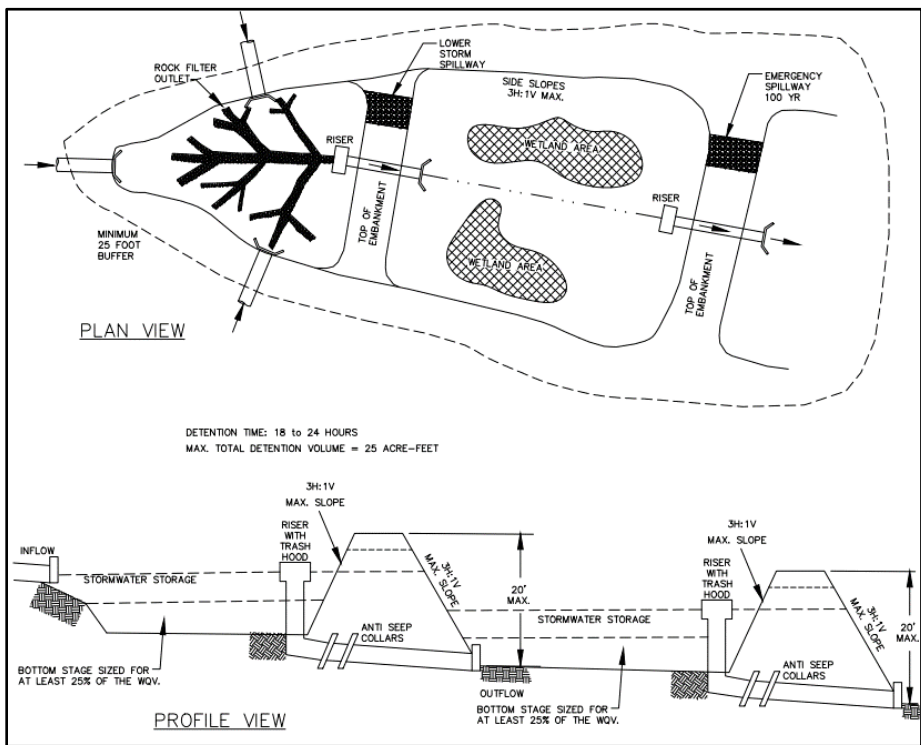 ROCK FILTER
OUTLET
LOWER
STORM
SPILLWAY
SIDE SLOPES
3H:1V MAX.
EMERGENCY
SPILLWAY
100 YR
RISER
WETLAND AREA
RISER
MINIMUM
25 FOOT
BUFFER
TOP OF
EMBANKMENT
WETLAND AREA
TOP OF
EMBANKMENT
PLAN VIEW
DETENTION TIME: 18 to 24 HOURS
MAX. TOTAL DETENTION VOLUME = 25 ACRE-FEET
3H:1V
MAX. SLOPE
RISER
WITH
TRASH
HOOD
INFLOW
STORMWATER STORAGE
3H:1V
MAX. SLOPE
20'
MAX.
ANTI SEEP
COLLARS
BOTTOM STAGE SIZED FOR
AT LEAST 25% OF THE WQV.
3H:1V
MAX. SLOPE
RISER
WITH
TRASH
HOOD
STORMWATER STORAGE
3H:1V
MAX. SLOPE
20'
MAX.
ANTI SEEP
COLLARS
OUTFLOW
BOTTOM STAGE SIZED FOR
AT LEAST 25% OF THE WQV.
PROFILE VIEW